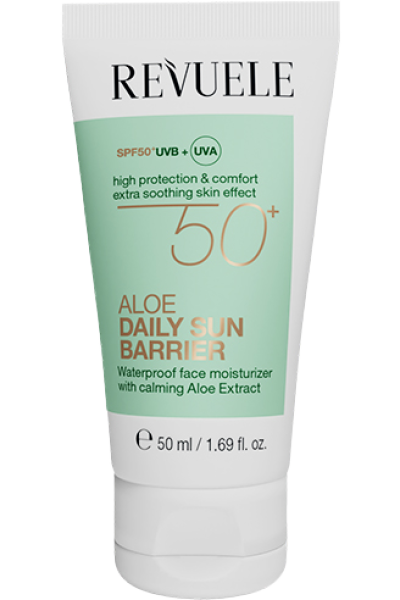 REVUELE
SPF50+UVB + UVA
high protection & comfort
extra soothing skin effect
50+
ALOE
DAILY SUN
BARRIER
Waterproof face moisturizer
with calming Aloe Extract
℮ 50 ml / 1.69 fl. oz.